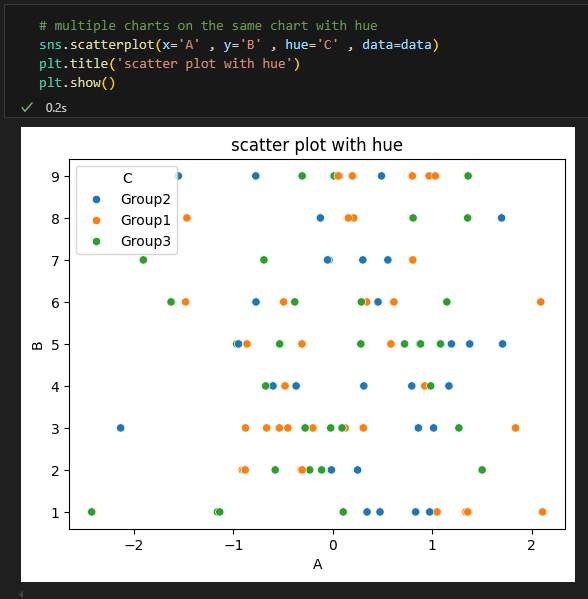 # multiple charts on the same chart with hue
sns.scatterplot(x='A' , y='B' , hue='C' , data=data)
plt.title('scatter plot with hue')
plt.show()
0.2s
scatter plot with hue
C
Group2
Group1
Group3
9
8
7
6
5
4
3
2
1
B
−2
−1
0
1
2
A